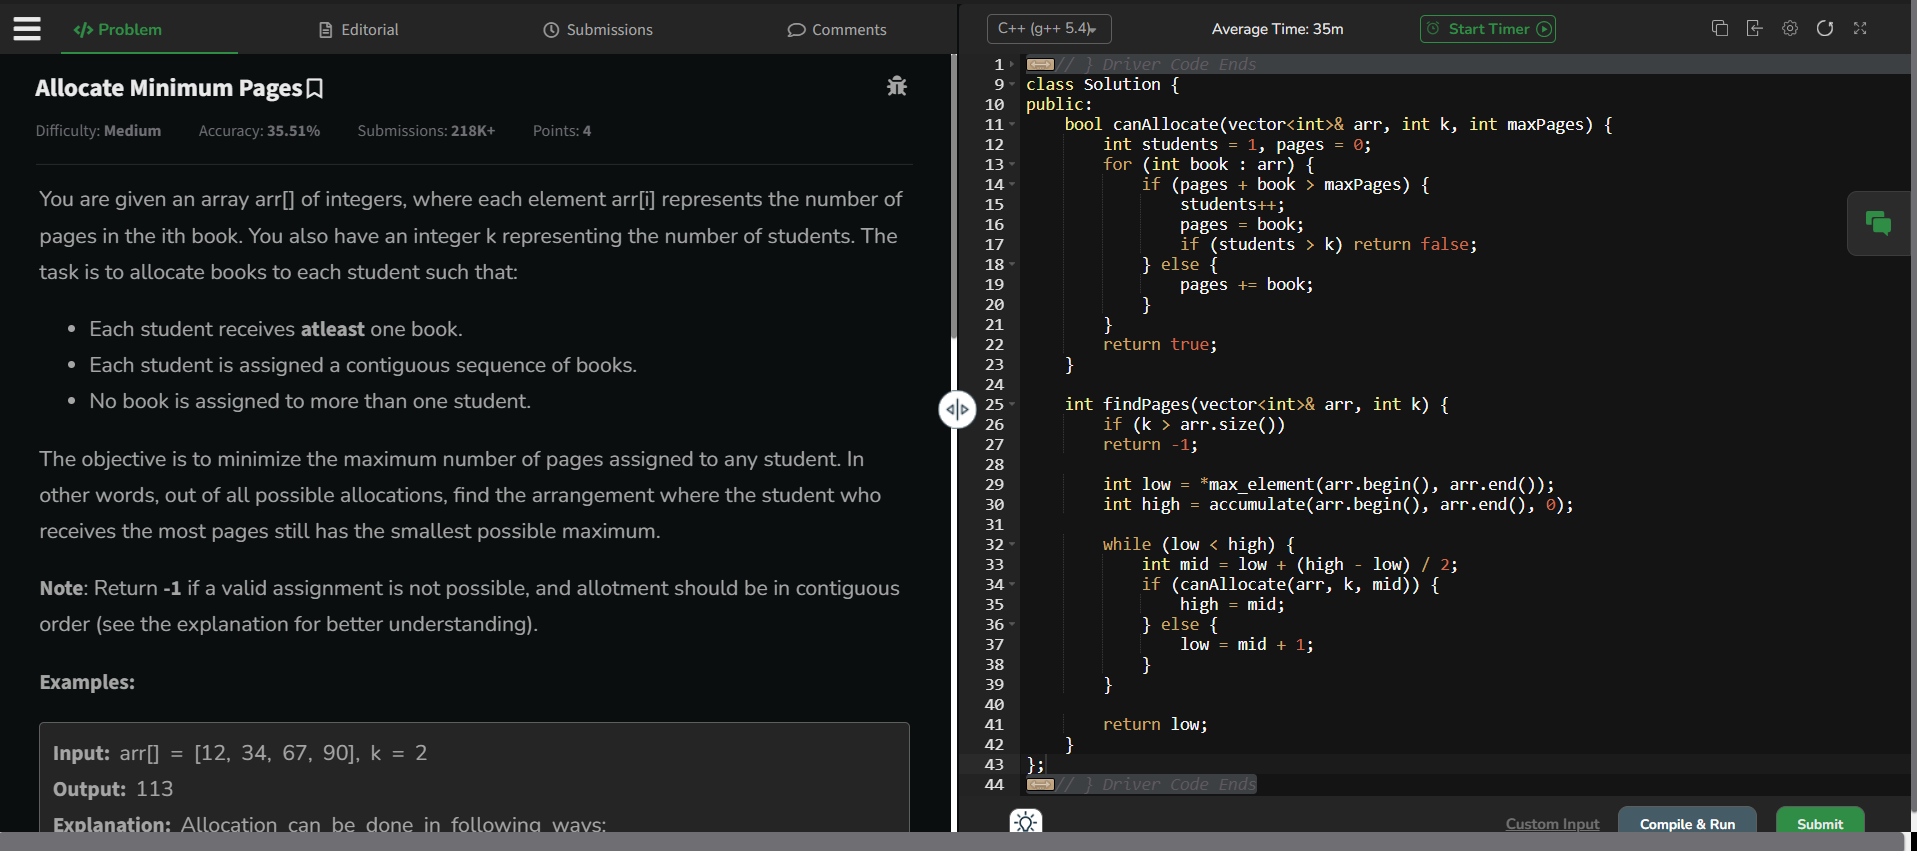 </> Problem
Editorial
Submissions
Comments
Allocate Minimum Pages
Difficulty: Medium Accuracy: 35.51% Submissions: 218K+ Points: 4
You are given an array arr[] of integers, where each element arr[i] represents the number of
pages in the ith book. You also have an integer k representing the number of students. The
task is to allocate books to each student such that:
• Each student receives atleast one book.
• Each student is assigned a contiguous sequence of books.
• No book is assigned to more than one student.
The objective is to minimize the maximum number of pages assigned to any student. In
other words, out of all possible allocations, find the arrangement where the student who
receives the most pages still has the smallest possible maximum.
Note: Return -1 if a valid assignment is not possible, and allotment should be in contiguous
order (see the explanation for better understanding).
Examples:
Input: arr[] = [12, 34, 67, 90], k = 2
Output: 113
Explanation: Allocation can be done in following ways:
C++ (g++ 5.4)
Average Time: 35m
Start Timer
1 // } Driver Code Ends
9 class Solution {
10 public:
11     bool canAllocate(vector<int>& arr, int k, int maxPages) {
12         int students = 1, pages = 0;
13         for (int book : arr) {
14             if (pages + book > maxPages) {
15                 students++;
16                 pages = book;
17                 if (students > k) return false;
18             } else {
19                 pages += book;
20             }
21         }
22         return true;
23     }
24
25     int findPages(vector<int>& arr, int k) {
26         if (k > arr.size())
27         return -1;
28
29         int low = *max_element(arr.begin(), arr.end());
30         int high = accumulate(arr.begin(), arr.end(), 0);
31
32         while (low < high) {
33             int mid = low + (high - low) / 2;
34             if (canAllocate(arr, k, mid)) {
35                 high = mid;
36             } else {
37                 low = mid + 1;
38             }
39         }
40
41         return low;
42     }
43 };
44 // } Driver Code Ends
Custom Input
Compile & Run
Submit